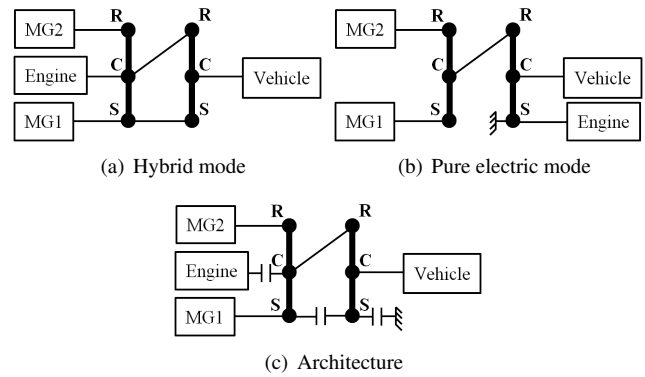 R R
MG2
C C
Engine Vehicle
S S
MG1
(a) Hybrid mode
R R
MG2
C C
Vehicle
S S
MG1 Engine
(b) Pure electric mode
R R
MG2
C C
Engine Vehicle
S S
MG1
(c) Architecture